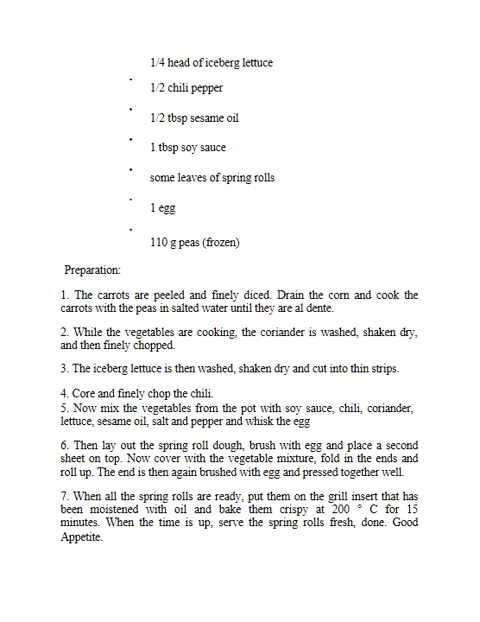 1/4 head of iceberg lettuce
1/2 chili pepper
1/2 tbsp sesame oil
1 tbsp soy sauce
some leaves of spring rolls
1 egg
110 g peas (frozen)
Preparation:
1. The carrots are peeled and finely diced. Drain the corn and cook the
carrots with the peas in salted water until they are al dente.
2. While the vegetables are cooking, the coriander is washed, shaken dry,
and then finely chopped.
3. The iceberg lettuce is then washed, shaken dry and cut into thin strips.
4. Core and finely chop the chili.
5. Now mix the vegetables from the pot with soy sauce, chili, coriander,
lettuce, sesame oil, salt and pepper and whisk the egg
6. Then lay out the spring roll dough, brush with egg and place a second
sheet on top. Now cover with the vegetable mixture, fold in the ends and
roll up. The end is then again brushed with egg and pressed together well.
7. When all the spring rolls are ready, put them on the grill insert that has
been moistened with oil and bake them crispy at 200 ° C for 15
minutes. When the time is up, serve the spring rolls fresh, done. Good
Appetite.